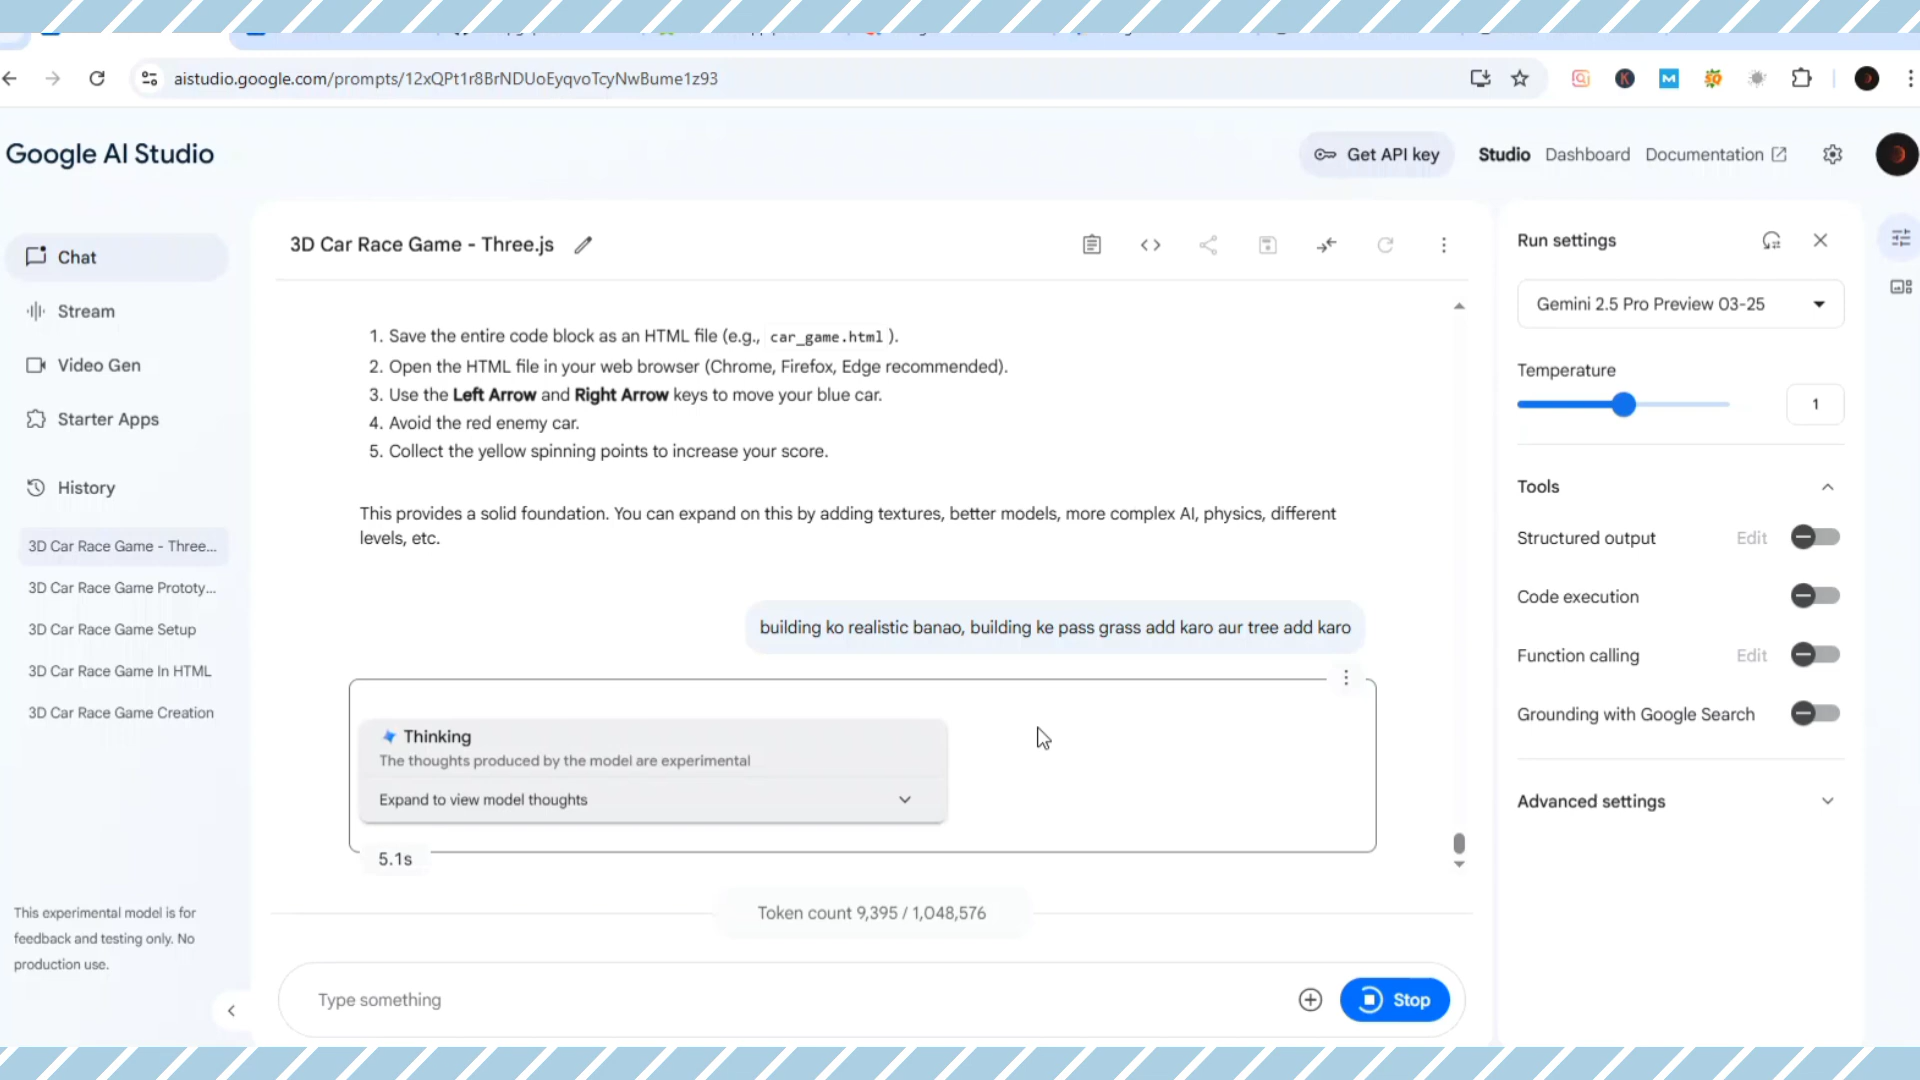 aistudio.google.com/prompts/12xQPt1r8BrNDUoEyqvoTcyNwBume1z93
Google AI Studio
Get API key
Studio
Dashboard
Documentation
Chat
Stream
Video Gen
Starter Apps
History
3D Car Race Game - Three...
3D Car Race Game Prototy...
3D Car Race Game Setup
3D Car Race Game In HTML
3D Car Race Game Creation
This experimental model is for
feedback and testing only. No
production use.
3D Car Race Game - Three.js
1. Save the entire code block as an HTML file (e.g., car_game.html ).
2. Open the HTML file in your web browser (Chrome, Firefox, Edge recommended).
3. Use the Left Arrow and Right Arrow keys to move your blue car.
4. Avoid the red enemy car.
5. Collect the yellow spinning points to increase your score.
This provides a solid foundation. You can expand on this by adding textures, better models, more complex AI, physics, different
levels, etc.
building ko realistic banao, building ke pass grass add karo aur tree add karo
Thinking
The thoughts produced by the model are experimental
Expand to view model thoughts
5.1s
Token count 9,395 / 1,048,576
Type something
Stop
Run settings
Gemini 2.5 Pro Preview 03-25
Temperature
1
Tools
Structured output
Edit
Code execution
Function calling
Edit
Grounding with Google Search
Advanced settings